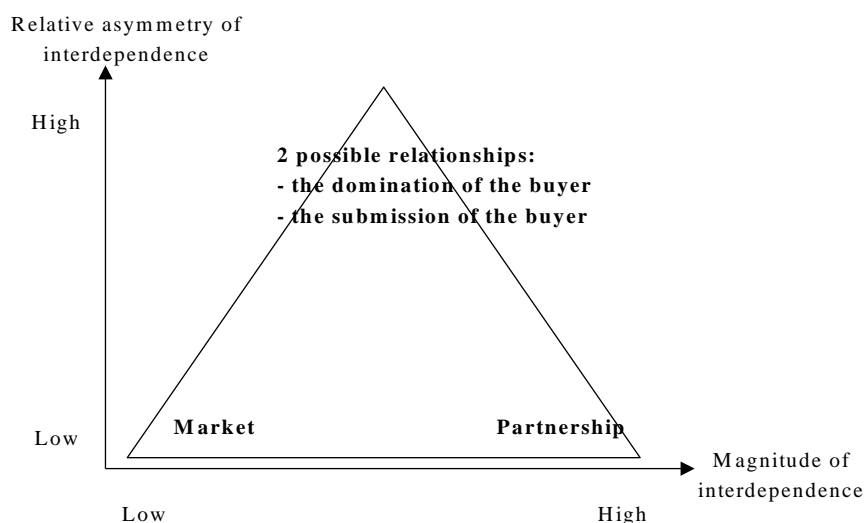 Relative asymmetry of
interdependence
High
2 possible relationships:
- the domination of the buyer
- the submission of the buyer
Market
Partnership
Low
Magnitude of
interdependence
Low
High